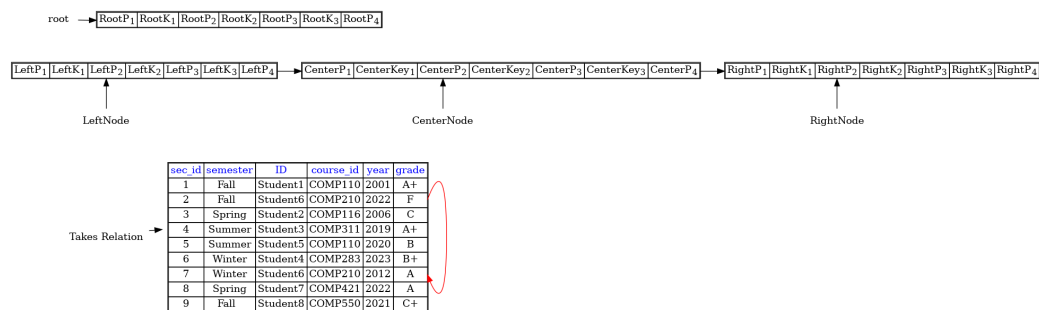 root RootP1 RootK1 RootP2 RootK2 RootP3 RootK3 RootP4
LeftP1 LeftK1 LeftP2 LeftK2 LeftP3 LeftK3 LeftP4 CenterP1 CenterKey1 CenterP2 CenterKey2 CenterP3 CenterKey3 CenterP4 RightP1 RightK1 RightP2 RightK2 RightP3 RightK3 RightP4
LeftNode CenterNode RightNode
sec_id semester ID course_id year grade
1 Fall Student1 COMP110 2001 A+
2 Fall Student6 COMP210 2022 F
3 Spring Student2 COMP116 2006 C
4 Summer Student3 COMP311 2019 A+
Takes Relation
5 Summer Student5 COMP110 2020 B
6 Winter Student4 COMP283 2023 B+
7 Winter Student6 COMP210 2012 A
8 Spring Student7 COMP421 2022 A
9 Fall Student8 COMP550 2021 C+